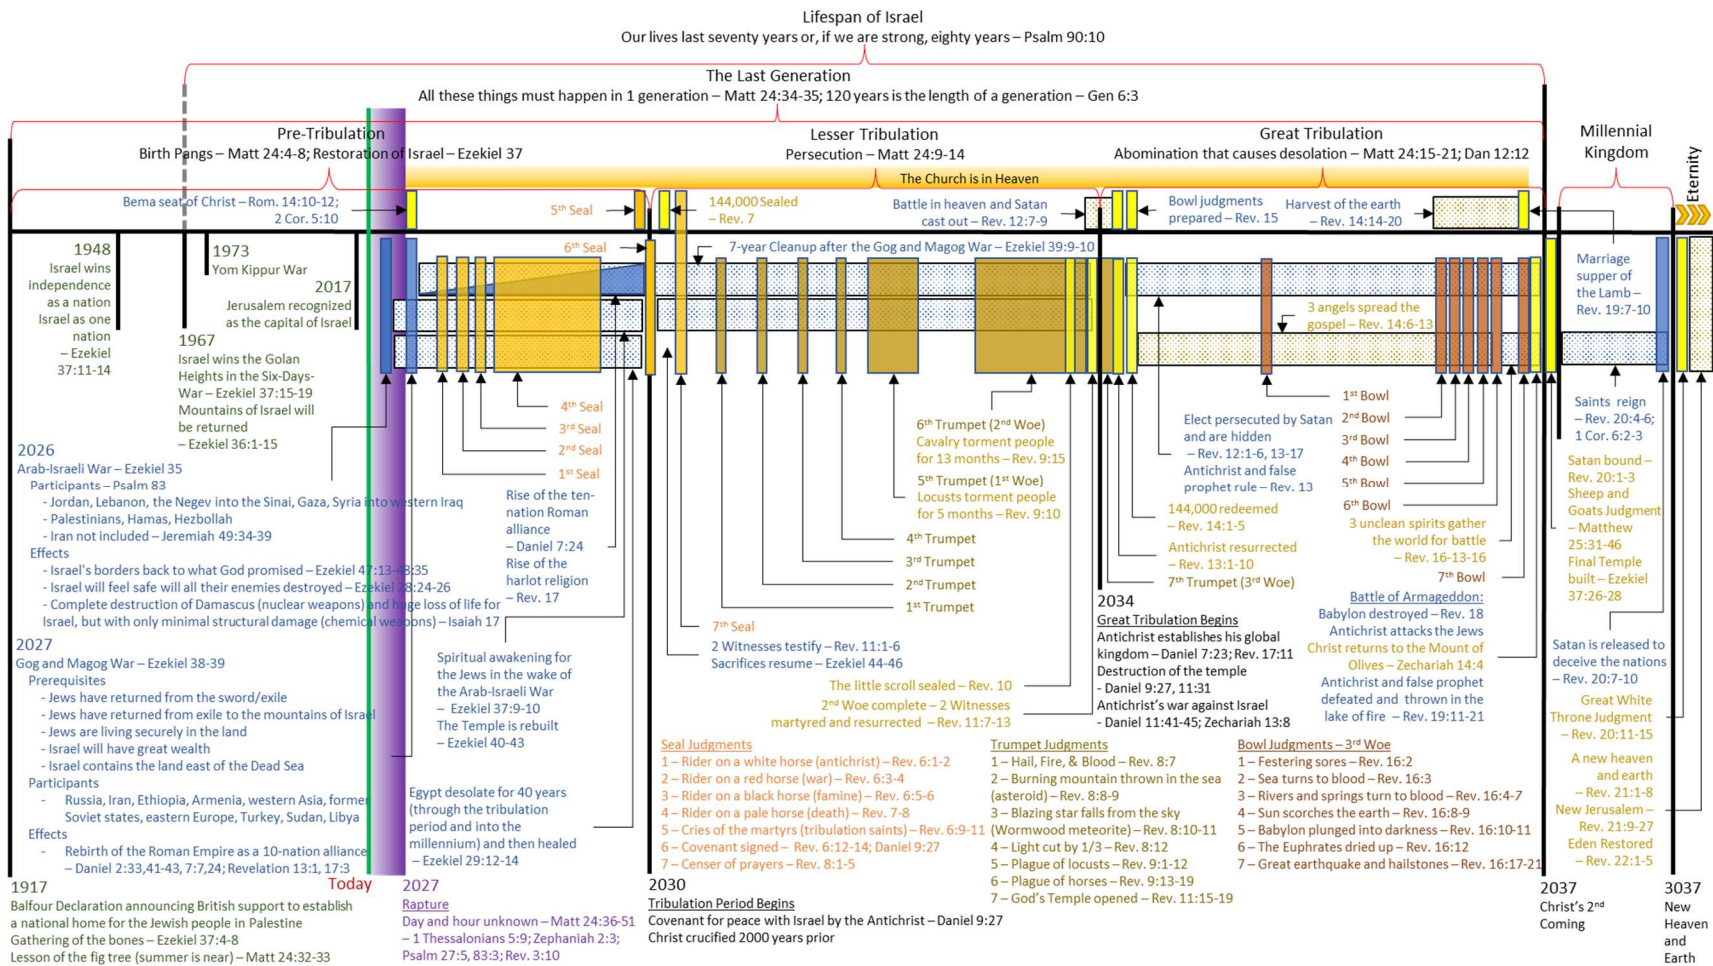 Lifespan of Israel
Our lives last seventy years or, if we are strong, eighty years – Psalm 90:10
The Last Generation
All these things must happen in 1 generation – Matt 24:34-35; 120 years is the length of a generation – Gen 6:3
Pre-Tribulation
Birth Pangs – Matt 24:4-8; Restoration of Israel – Ezekiel 37
Lesser Tribulation
Persecution – Matt 24:9-14
Great Tribulation
Abomination that causes desolation – Matt 24:15-21; Dan 12:12
Millennial
Kingdom
Eternity
The Church is in Heaven
Bema seat of Christ – Rom. 14:10-12;
2 Cor. 5:10
5th Seal
144,000 Sealed
– Rev. 7
Battle in heaven and Satan
cast out – Rev. 12:7-9
Bowl judgments
prepared – Rev. 15
Harvest of the earth
– Rev. 14:14-20
6th Seal
7-year Cleanup after the Gog and Magog War – Ezekiel 39:9-10
1948
Israel wins
independence
as a nation
Israel as one
nation
– Ezekiel
37:11-14
1973
Yom Kippur War
2017
Jerusalem recognized
as the capital of Israel
1967
Israel wins the Golan
Heights in the Six-Days-
War – Ezekiel 37:15-19
Mountains of Israel will
be returned
– Ezekiel 36:1-15
3 angels spread the
gospel – Rev. 14:6-13
Marriage
supper of
the Lamb –
Rev. 19:7-10
4th Seal
3rd Seal
2nd Seal
1st Seal
Rise of the ten-
nation Roman
alliance
– Daniel 7:24
Rise of the
harlot religion
– Rev. 17
6th Trumpet (2nd Woe)
Cavalry torment people
for 13 months – Rev. 9:15
5th Trumpet (1st Woe)
Locusts torment people
for 5 months – Rev. 9:10
4th Trumpet
3rd Trumpet
2nd Trumpet
1st Trumpet
Elect persecuted by Satan
and are hidden
– Rev. 12:1-6, 13-17
Antichrist and false
prophet rule – Rev. 13
144,000 redeemed
– Rev. 14:1-5
Antichrist resurrected
– Rev. 13:1-10
7th Trumpet (3rd Woe)
1st Bowl
2nd Bowl
3rd Bowl
4th Bowl
5th Bowl
6th Bowl
3 unclean spirits gather
the world for battle
– Rev. 16-13-16
7th Bowl
Battle of Armageddon:
Babylon destroyed – Rev. 18
Antichrist attacks the Jews
Christ returns to the Mount of
Olives – Zechariah 14:4
Antichrist and false prophet
defeated and thrown in the
lake of fire – Rev. 19:11-21
Saints reign
– Rev. 20:4-6;
1 Cor. 6:2-3
Satan bound –
Rev. 20:1-3
Sheep and
Goats Judgment
– Matthew
25:31-46
Final Temple
built – Ezekiel
37:26-28
Satan is released to
deceive the nations
– Rev. 20:7-10
Great White
Throne Judgment
– Rev. 20:11-15
A new heaven
and earth
– Rev. 21:1-8
New Jerusalem –
Rev. 21:9-27
Eden Restored
– Rev. 22:1-5
2026
Arab-Israeli War – Ezekiel 35
Participants – Psalm 83
- Jordan, Lebanon, the Negev into the Sinai, Gaza, Syria into western Iraq
- Palestinians, Hamas, Hezbollah
- Iran not included – Jeremiah 49:34-39
Effects
- Israel's borders back to what God promised – Ezekiel 47:13-48:35
- Israel will feel safe will all their enemies destroyed – Ezekiel 28:24-26
- Complete destruction of Damascus (nuclear weapons) and huge loss of life for
Israel, but with only minimal structural damage (chemical weapons) – Isaiah 17
2027
Gog and Magog War – Ezekiel 38-39
Prerequisites
- Jews have returned from the sword/exile
- Jews have returned from exile to the mountains of Israel
- Jews are living securely in the land
- Israel will have great wealth
- Israel contains the land east of the Dead Sea
Participants
- Russia, Iran, Ethiopia, Armenia, western Asia, former
Soviet states, eastern Europe, Turkey, Sudan, Libya
Effects
- Rebirth of the Roman Empire as a 10-nation alliance
– Daniel 2:33,41-43, 7:7,24; Revelation 13:1, 17:3
Spiritual awakening for
the Jews in the wake of
the Arab-Israeli War
– Ezekiel 37:9-10
The Temple is rebuilt
– Ezekiel 40-43
Egypt desolate for 40 years
(through the tribulation
period and into the
millennium) and then healed
– Ezekiel 29:12-14
7th Seal
2 Witnesses testify – Rev. 11:1-6
Sacrifices resume – Ezekiel 44-46
The little scroll sealed – Rev. 10
2nd Woe complete – 2 Witnesses
martyred and resurrected – Rev. 11:7-13
2034
Great Tribulation Begins
Antichrist establishes his global
kingdom – Daniel 7:23; Rev. 17:11
Destruction of the temple
- Daniel 9:27, 11:31
Antichrist's war against Israel
- Daniel 11:41-45; Zechariah 13:8
Seal Judgments
1 – Rider on a white horse (antichrist) – Rev. 6:1-2
2 – Rider on a red horse (war) – Rev. 6:3-4
3 – Rider on a black horse (famine) – Rev. 6:5-6
4 – Rider on a pale horse (death) – Rev. 7-8
5 – Cries of the martyrs (tribulation saints) – Rev. 6:9-11
6 – Covenant signed – Rev. 6:12-14; Daniel 9:27
7 – Censer of prayers – Rev. 8:1-5
Trumpet Judgments
1 – Hail, Fire, & Blood – Rev. 8:7
2 – Burning mountain thrown in the sea
(asteroid) – Rev. 8:8-9
3 – Blazing star falls from the sky
(Wormwood meteorite) – Rev. 8:10-11
4 – Light cut by 1/3 – Rev. 8:12
5 – Plague of locusts – Rev. 9:1-12
6 – Plague of horses – Rev. 9:13-19
7 – God's Temple opened – Rev. 11:15-19
Bowl Judgments – 3rd Woe
1 – Festering sores – Rev. 16:2
2 – Sea turns to blood – Rev. 16:3
3 – Rivers and springs turn to blood – Rev. 16:4-7
4 – Sun scorches the earth – Rev. 16:8-9
5 – Babylon plunged into darkness – Rev. 16:10-11
6 – The Euphrates dried up – Rev. 16:12
7 – Great earthquake and hailstones – Rev. 16:17-21
Today
1917
Balfour Declaration announcing British support to establish
a national home for the Jewish people in Palestine
Gathering of the bones – Ezekiel 37:4-8
Lesson of the fig tree (summer is near) – Matt 24:32-33
2027
Rapture
Day and hour unknown – Matt 24:36-51
– 1 Thessalonians 5:9; Zephaniah 2:3;
Psalm 27:5, 83:3; Rev. 3:10
2030
Tribulation Period Begins
Covenant for peace with Israel by the Antichrist – Daniel 9:27
Christ crucified 2000 years prior
2037
Christ's 2nd
Coming
3037
New
Heaven
and
Earth